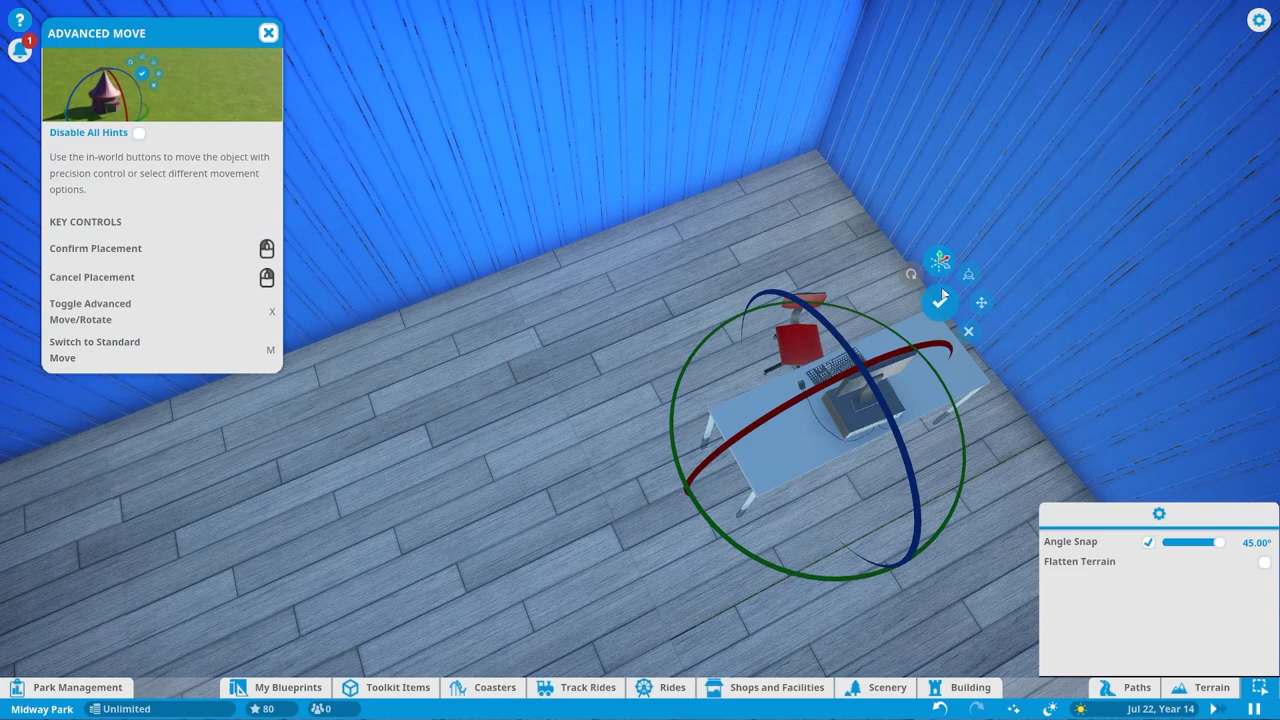 ?
1
ADVANCED MOVE
Disable All Hints
Use the in-world buttons to move the object with
precision control or select different movement
options.
KEY CONTROLS
Confirm Placement
Cancel Placement
Toggle Advanced
Move/Rotate X
Switch to Standard
Move M
Angle Snap 45.00°
Flatten Terrain
Park Management My Blueprints Toolkit Items Coasters Track Rides Rides Shops and Facilities Scenery Building Paths Terrain
Midway Park Unlimited 80 0 Jul 22, Year 14